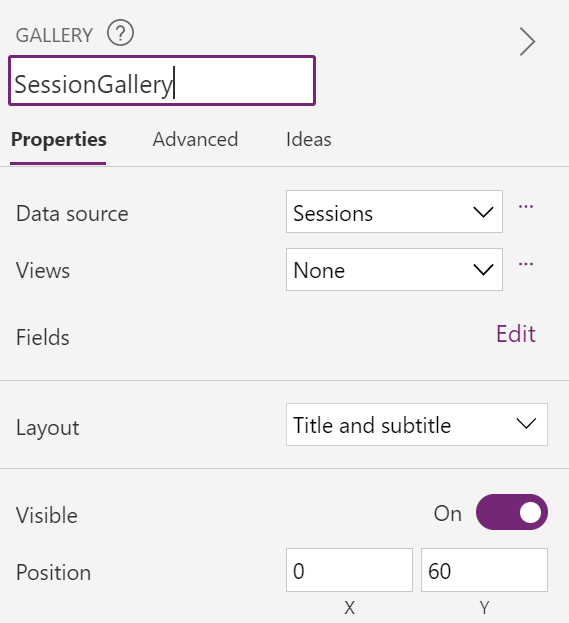 GALLERY ?
SessionGallery
Properties Advanced Ideas
Data source Sessions ...
Views None ...
Fields Edit
Layout Title and subtitle
Visible On
Position 0 60
X Y